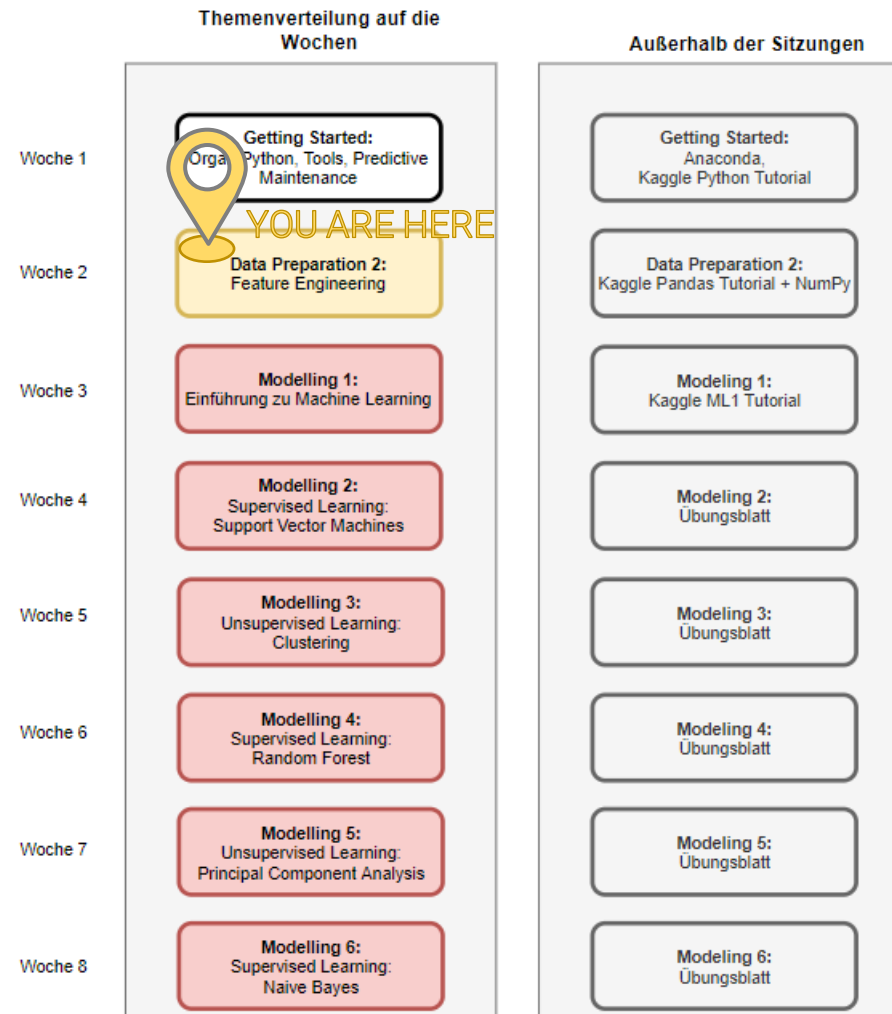 Themenverteilung auf die
Wochen
Außerhalb der Sitzungen
Woche 1
Getting Started:
Orga, Python, Tools, Predictive
Maintenance
Getting Started:
Anaconda,
Kaggle Python Tutorial
YOU ARE HERE
Woche 2
Data Preparation 2:
Feature Engineering
Data Preparation 2:
Kaggle Pandas Tutorial + NumPy
Woche 3
Modelling 1:
Einführung zu Machine Learning
Modeling 1:
Kaggle ML1 Tutorial
Woche 4
Modelling 2:
Supervised Learning:
Support Vector Machines
Modeling 2:
Übungsblatt
Woche 5
Modelling 3:
Unsupervised Learning:
Clustering
Modeling 3:
Übungsblatt
Woche 6
Modelling 4:
Supervised Learning:
Random Forest
Modeling 4:
Übungsblatt
Woche 7
Modelling 5:
Unsupervised Learning:
Principal Component Analysis
Modeling 5:
Übungsblatt
Woche 8
Modelling 6:
Supervised Learning:
Naive Bayes
Modeling 6:
Übungsblatt